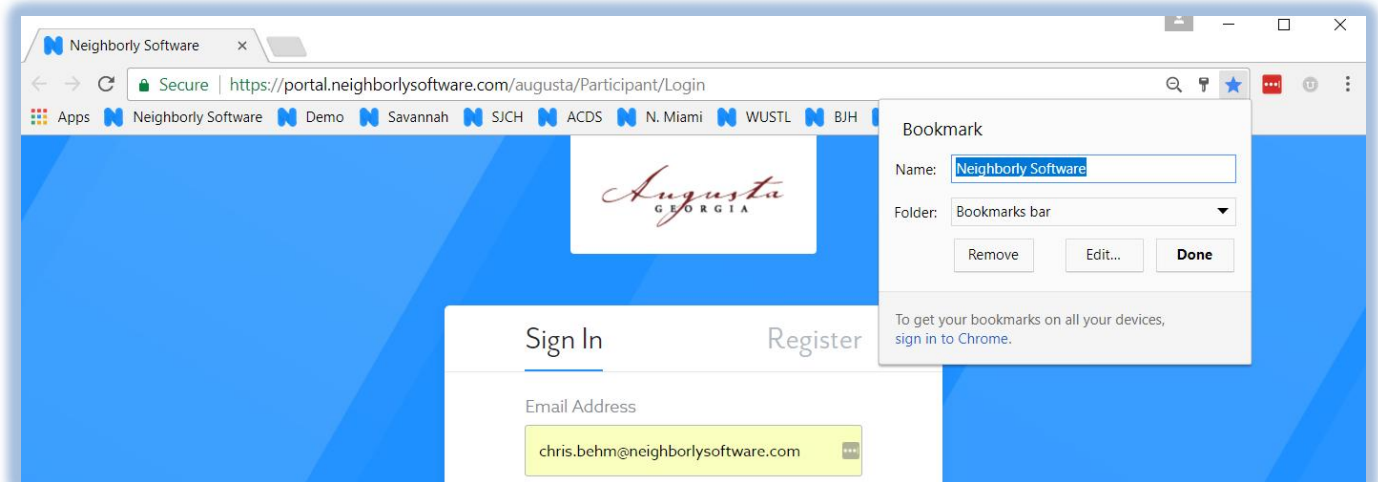 Neighborly Software
Secure https://portal.neighborlysoftware.com/augusta/Participant/Login
Apps Neighborly Software Demo Savannah SJCH ACDS N. Miami WUSTL BJH
Bookmark
Name: Neighborly Software
Folder: Bookmarks bar
Remove Edit... Done
To get your bookmarks on all your devices,
sign in to Chrome.
Augusta
GEORGIA
Sign In Register
Email Address
chris.behm@neighborlysoftware.com